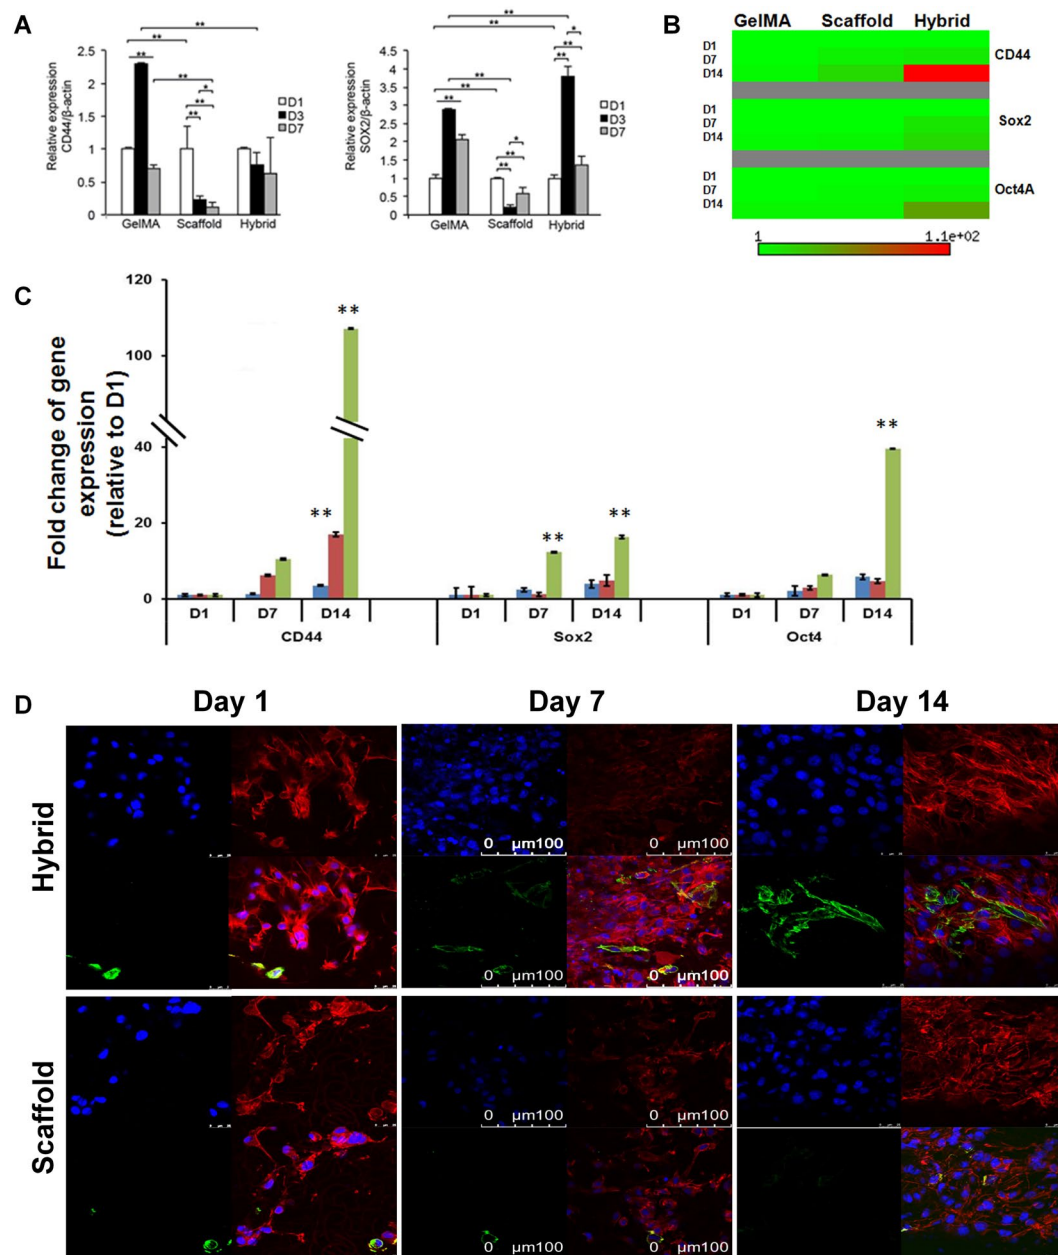 A
Relative expression
CD44/β-actin
2.5
2
1.5
1
0.5
0
**
**
**
**
*
**
**
D1
D3
D7
GelMA
Scaffold
Hybrid
Relative expression
SOX2/β-actin
4.5
4
3.5
3
2.5
2
1.5
1
0.5
0
**
**
**
**
**
*
**
**
*
**
**
D1
D3
D7
GelMA
Scaffold
Hybrid
B
GelMA Scaffold Hybrid
D1
D7
D14
CD44
D1
D7
D14
Sox2
D1
D7
D14
Oct4A
1
1.1e+02
C
Fold change of gene
expression
(relative to D1)
120
100
40
20
0
**
**
**
**
**
D1 D7 D14 D1 D7 D14 D1 D7 D14
CD44 Sox2 Oct4
D
Day 1 Day 7 Day 14
Hybrid
0 µm100
0 µm100
0 µm100
0 µm100
Scaffold
0 µm100
0 µm100
0 µm100
0 µm100